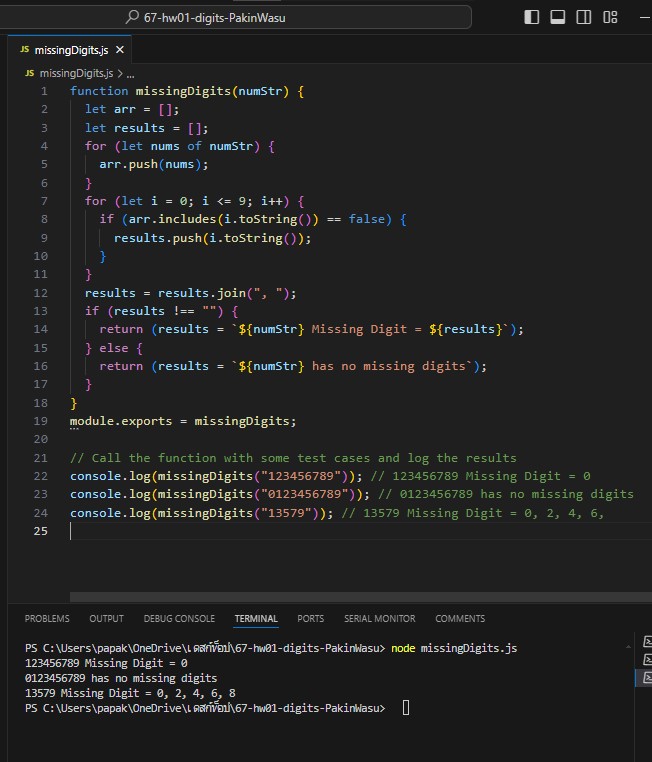 67-hw01-digits-PakinWasu
JS missingDigits.js ×
JS missingDigits.js > ...
1 function missingDigits(numStr) {
2 let arr = [];
3 let results = [];
4 for (let nums of numStr) {
5 arr.push(nums);
6 }
7 for (let i = 0; i <= 9; i++) {
8 if (arr.includes(i.toString()) == false) {
9 results.push(i.toString());
10 }
11 }
12 results = results.join(", ");
13 if (results !== "") {
14 return (results = `${numStr} Missing Digit = ${results}`);
15 } else {
16 return (results = `${numStr} has no missing digits`);
17 }
18 }
19 module.exports = missingDigits;
20
21 // Call the function with some test cases and log the results
22 console.log(missingDigits("123456789")); // 123456789 Missing Digit = 0
23 console.log(missingDigits("0123456789")); // 0123456789 has no missing digits
24 console.log(missingDigits("13579")); // 13579 Missing Digit = 0, 2, 4, 6,
25
PROBLEMS OUTPUT DEBUG CONSOLE TERMINAL PORTS SERIAL MONITOR COMMENTS
PS C:\Users\papak\OneDrive\เดสก์ท็อป\67-hw01-digits-PakinWasu> node missingDigits.js
123456789 Missing Digit = 0
0123456789 has no missing digits
13579 Missing Digit = 0, 2, 4, 6, 8
PS C:\Users\papak\OneDrive\เดสก์ท็อป\67-hw01-digits-PakinWasu>